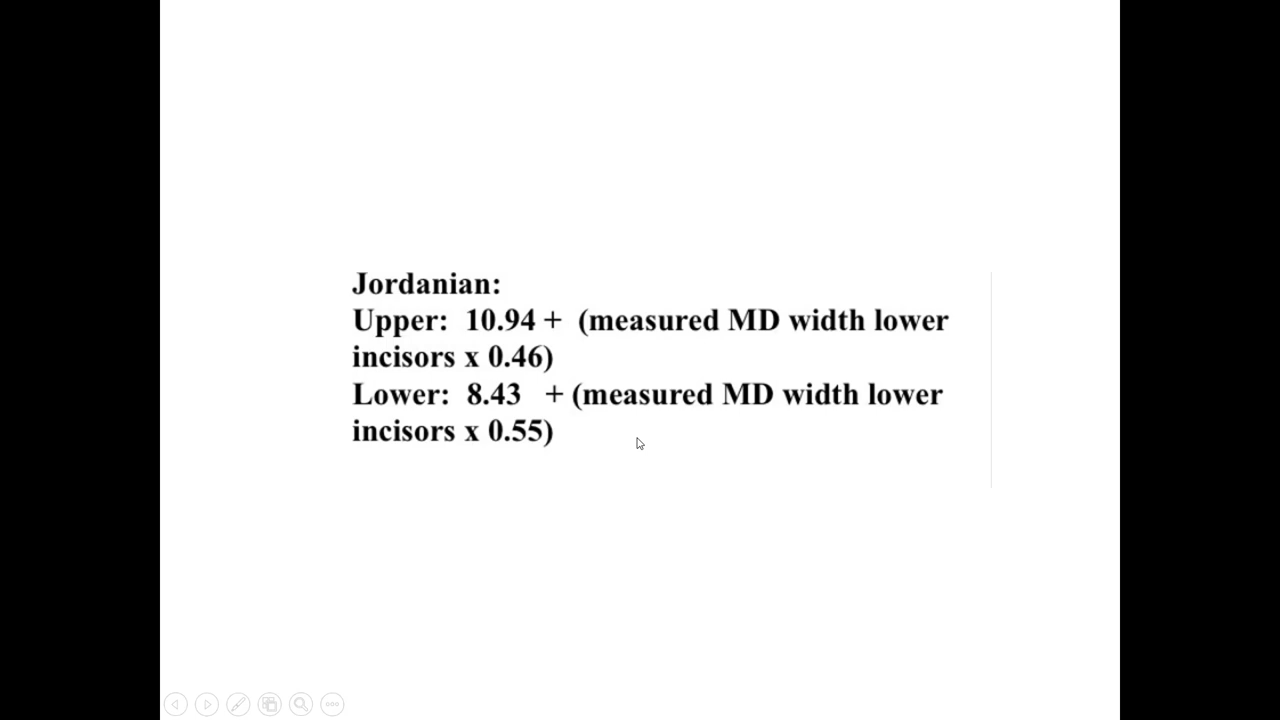 Jordanian:
Upper: 10.94 + (measured MD width lower
incisors x 0.46)
Lower: 8.43 + (measured MD width lower
incisors x 0.55)